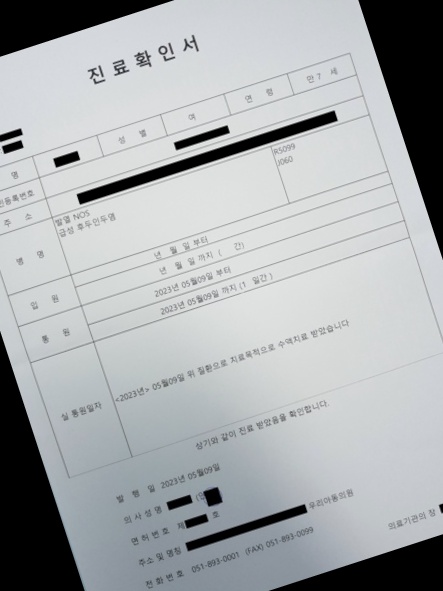 진료확인서
명 성 별 여 연 령 만 7 세
민등록번호
주 소
병 명 발열 NOS R5099
급성 후두인두염 J060
입 원 년 월 일 부터
년 월 일 까지 ( 간)
통 원 2023년 05월09일 부터
2023년 05월09일 까지 (1 일간 )
실 통원일자 <2023년> 05월09일 위 질환으로 치료목적으로 수액치료 받았습니다
상기와 같이 진료 받았음을 확인합니다.
발 행 일 2023년 05월09일
의 사 성 명
면 허 번 호 제 호
주소 및 명칭 우리아동의원
전 화 번 호 051-893-0001 (FAX) 051-893-0099
의료기관의 장